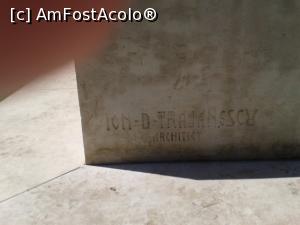 [c] AmFostAcolo®
ION-D-TRAJANESCU
ARCHITECT